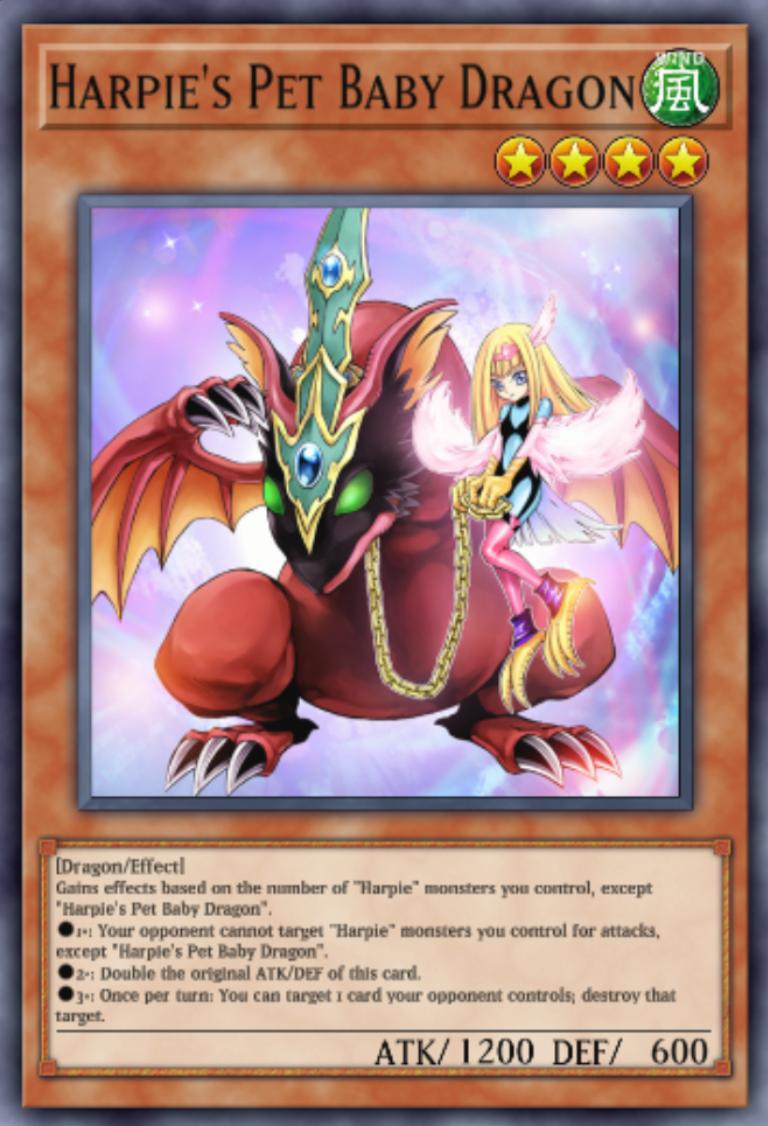 HARPIE'S PET BABY DRAGON
WIND
風
[Dragon/Effect]
Gains effects based on the number of "Harpie" monsters you control, except
"Harpie's Pet Baby Dragon".
●1+: Your opponent cannot target "Harpie" monsters you control for attacks,
except "Harpie's Pet Baby Dragon".
●2+: Double the original ATK/DEF of this card.
●3+: Once per turn: You can target 1 card your opponent controls; destroy that
target.
ATK/ 1200 DEF/ 600